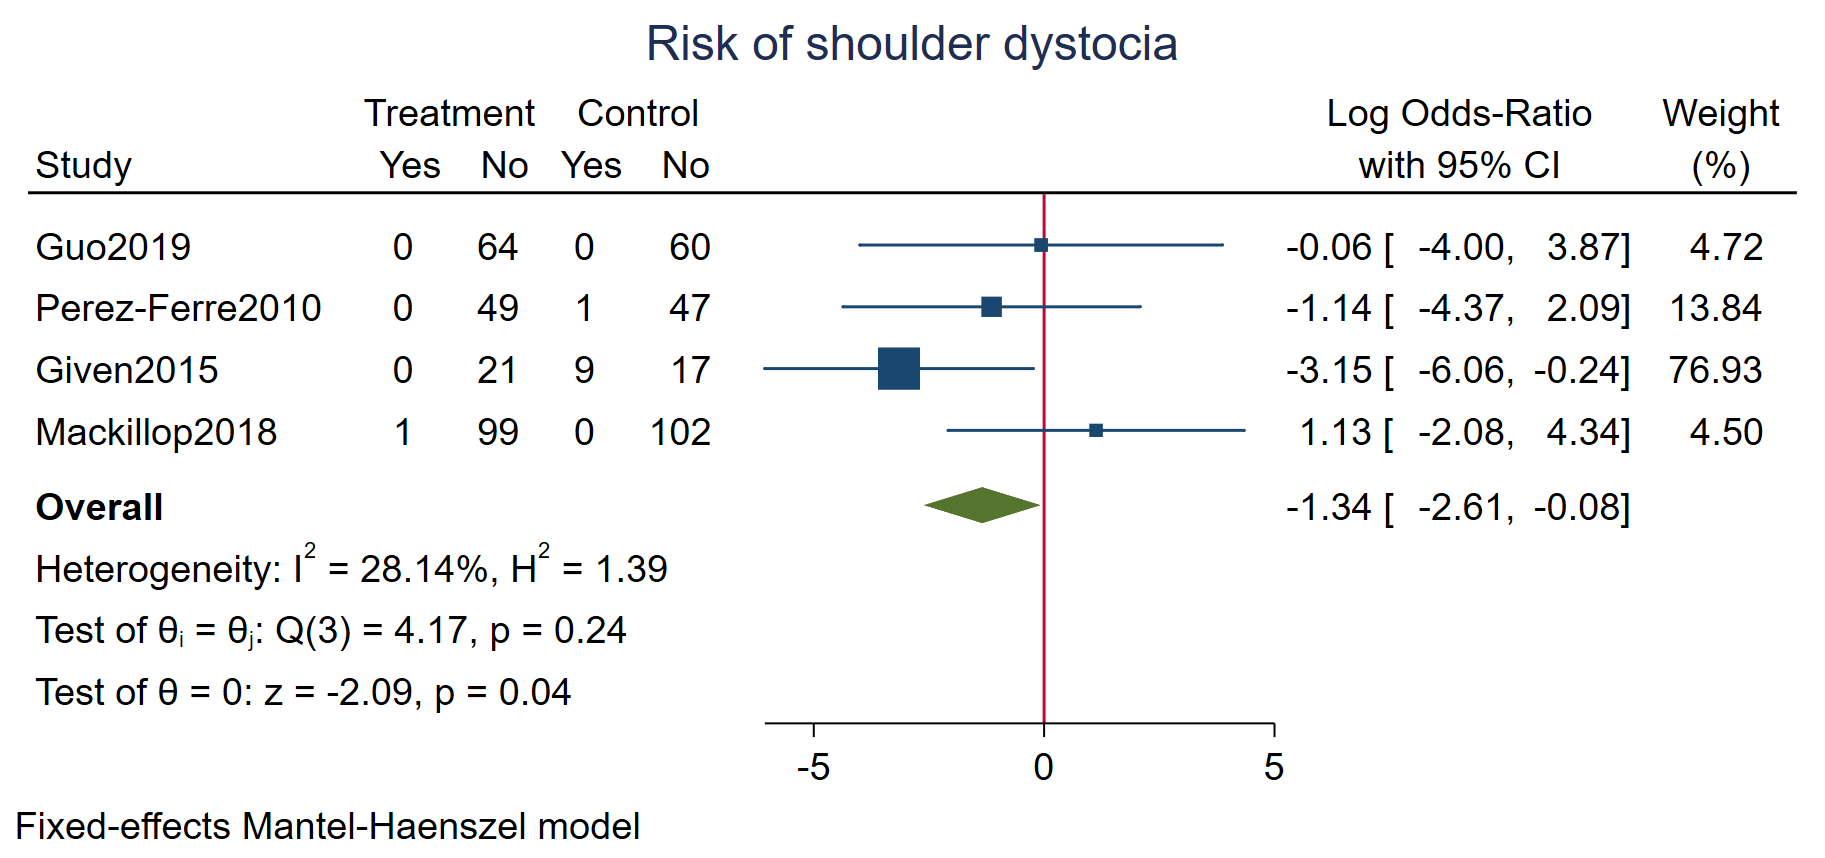 Risk of shoulder dystocia
Treatment Control Log Odds-Ratio Weight
Study Yes No Yes No with 95% CI (%)
Guo2019 0 64 0 60 -0.06 [ -4.00, 3.87] 4.72
Perez-Ferre2010 0 49 1 47 -1.14 [ -4.37, 2.09] 13.84
Given2015 0 21 9 17 -3.15 [ -6.06, -0.24] 76.93
Mackillop2018 1 99 0 102 1.13 [ -2.08, 4.34] 4.50
Overall -1.34 [ -2.61, -0.08]
Heterogeneity: I² = 28.14%, H² = 1.39
Test of θᵢ = θⱼ: Q(3) = 4.17, p = 0.24
Test of θ = 0: z = -2.09, p = 0.04
-5 0 5
Fixed-effects Mantel-Haenszel model